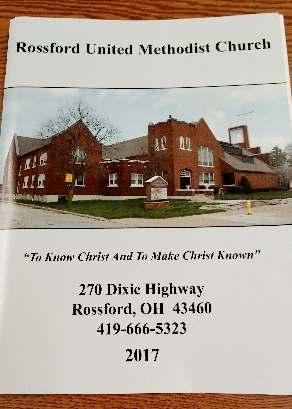 Rossford United Methodist Church
"To Know Christ And To Make Christ Known"
270 Dixie Highway
Rossford, OH 43460
419-666-5323
2017